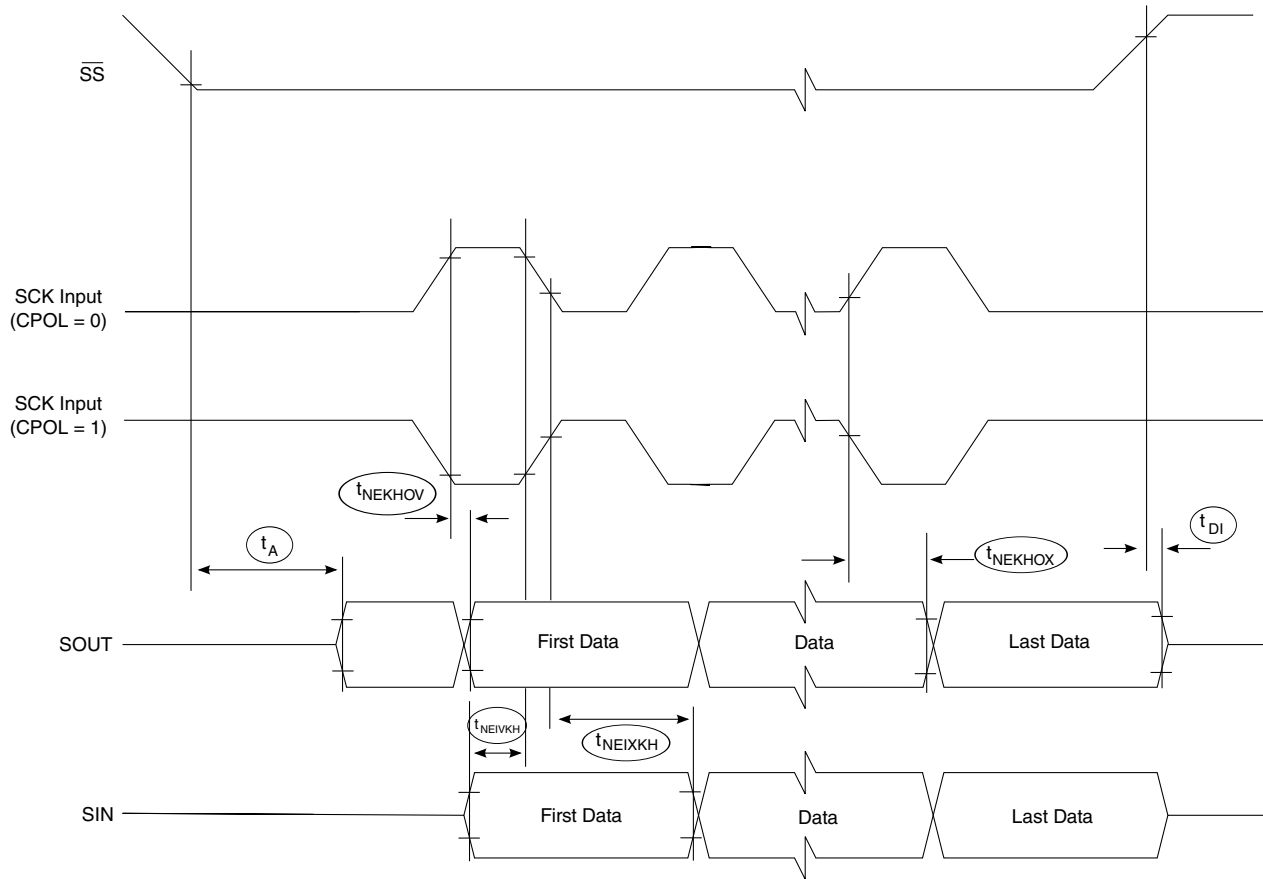 SS
SCK Input
(CPOL = 0)
SCK Input
(CPOL = 1)
tNEKHOV
tA
tNEKHOX
tDI
SOUT
First Data
Data
Last Data
tNEIVKH
tNEIXKH
SIN
First Data
Data
Last Data